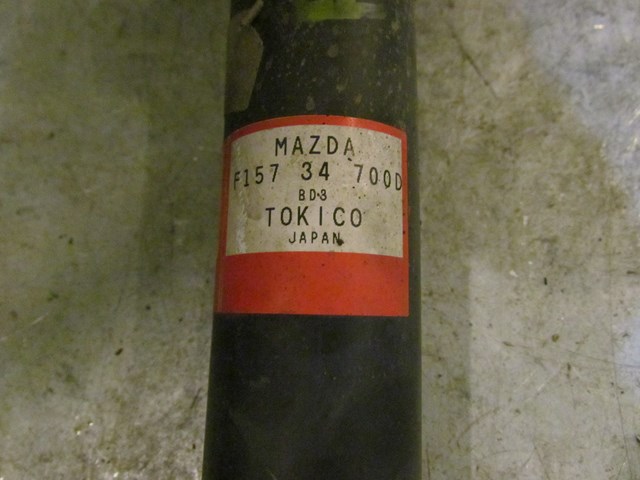 MAZDA
F157 34 700D
BD3
TOKICO
JAPAN